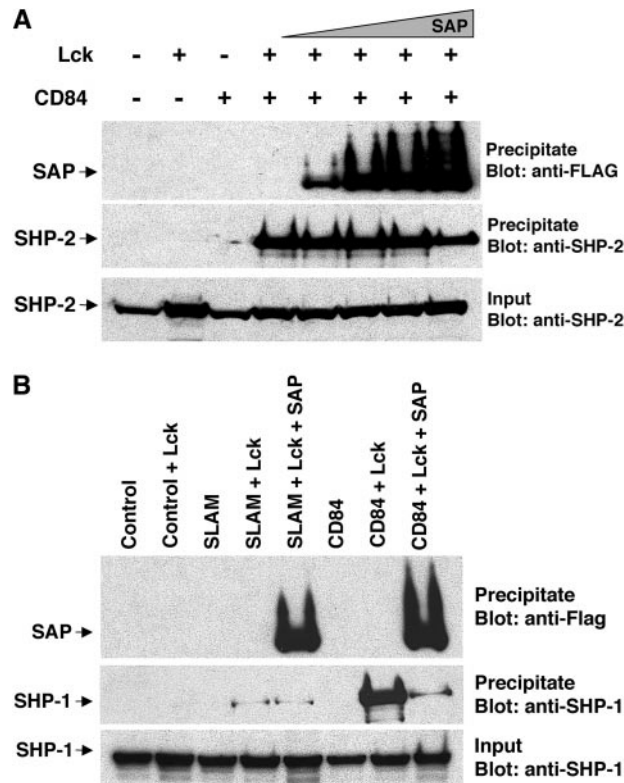 A
SAP
Lck - + - + + + + +
CD84 - - + + + + + +
SAP
Precipitate
Blot: anti-FLAG
SHP-2
Precipitate
Blot: anti-SHP-2
SHP-2
Input
Blot: anti-SHP-2
B
Control
Control + Lck
SLAM
SLAM + Lck
SLAM + Lck + SAP
CD84
CD84 + Lck
CD84 + Lck + SAP
SAP
Precipitate
Blot: anti-Flag
SHP-1
Precipitate
Blot: anti-SHP-1
SHP-1
Input
Blot: anti-SHP-1